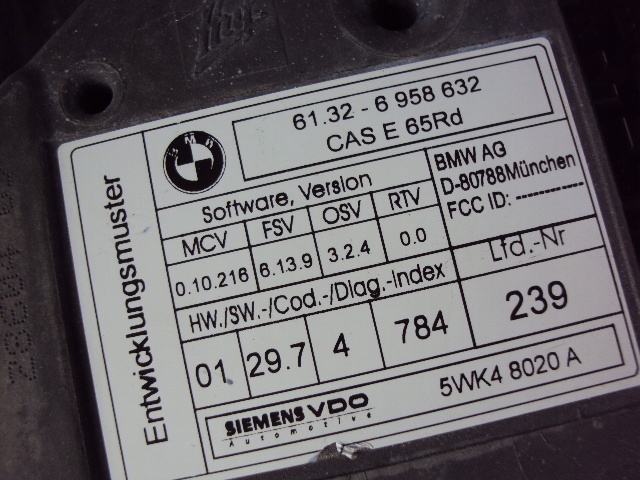 61.32 - 6 958 632
CAS E 65Rd
BMW
Entwicklungsmuster
Software, Version
MCV FSV OSV RTV
0.10.216 6.13.9 3.2.4 0.0
BMW AG
D-80788München
FCC ID: ------------
HW./SW.-/Cod.-/Diag.-Index
01 29.7 4 784
Lfd.-Nr
239
SIEMENS VDO
Automotive
5WK4 8020 A